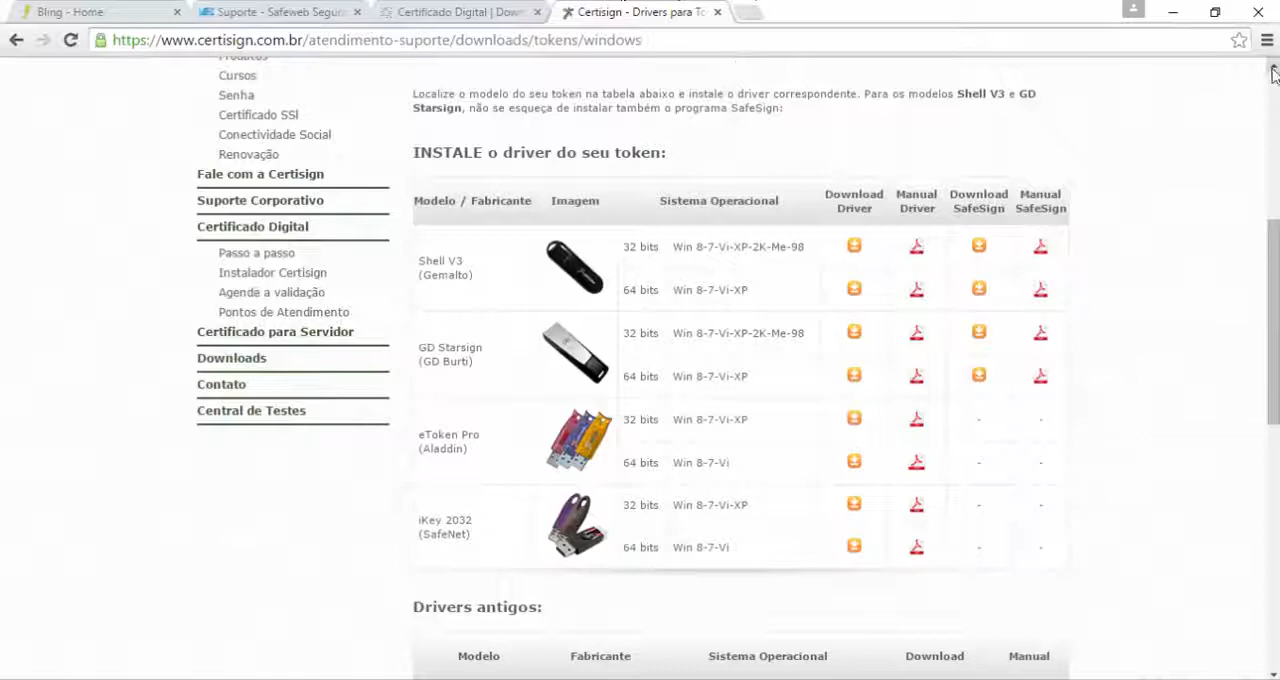 Bling - Home
Suporte - Safeweb Segur
Certificado Digital | Dow
Certisign - Drivers para To
https://www.certisign.com.br/atendimento-suporte/downloads/tokens/windows
Produtos
Cursos
Senha
Certificado SSl
Conectividade Social
Renovação
Fale com a Certisign
Suporte Corporativo
Certificado Digital
Passo a passo
Instalador Certisign
Agende a validação
Pontos de Atendimento
Certificado para Servidor
Downloads
Contato
Central de Testes
Localize o modelo do seu token na tabela abaixo e instale o driver correspondente. Para os modelos Shell V3 e GD
Starsign, não se esqueça de instalar também o programa SafeSign:
INSTALE o driver do seu token:
Modelo / Fabricante Imagem Sistema Operacional Download Driver Manual Driver Download SafeSign Manual SafeSign
Shell V3
(Gemalto)
32 bits Win 8-7-Vi-XP-2K-Me-98
64 bits Win 8-7-Vi-XP
GD Starsign
(GD Burti)
32 bits Win 8-7-Vi-XP-2K-Me-98
64 bits Win 8-7-Vi-XP
eToken Pro
(Aladdin)
32 bits Win 8-7-Vi-XP - -
64 bits Win 8-7-Vi - -
iKey 2032
(SafeNet)
32 bits Win 8-7-Vi-XP - -
64 bits Win 8-7-Vi - -
Drivers antigos:
Modelo Fabricante Sistema Operacional Download Manual